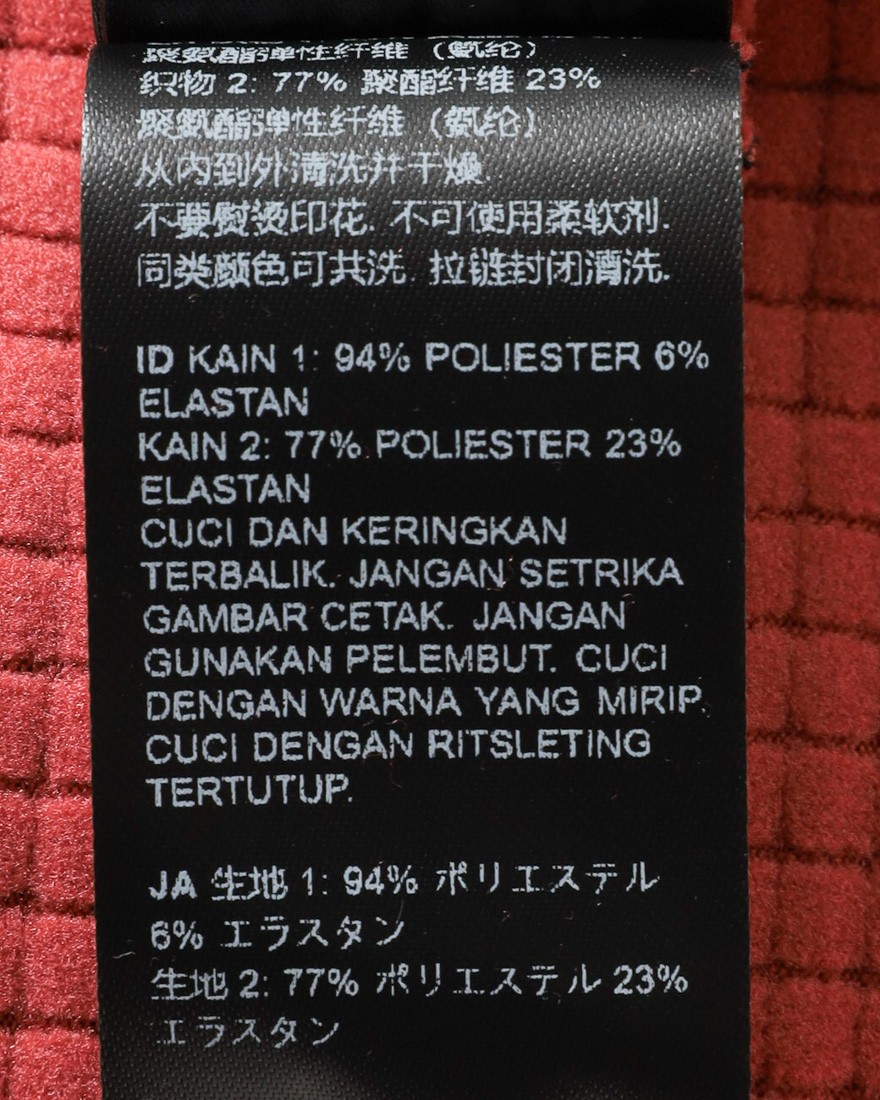 聚氨酯弹性纤维 (氨纶)
织物 2: 77% 聚酯纤维 23%
聚氨酯弹性纤维 (氨纶)
从内到外清洗并干燥.
不要熨烫印花. 不可使用柔软剂.
同类颜色可共洗. 拉链封闭清洗.
ID KAIN 1: 94% POLIESTER 6%
ELASTAN
KAIN 2: 77% POLIESTER 23%
ELASTAN
CUCI DAN KERINGKAN
TERBALIK. JANGAN SETRIKA
GAMBAR CETAK. JANGAN
GUNAKAN PELEMBUT. CUCI
DENGAN WARNA YANG MIRIP.
CUCI DENGAN RITSLETING
TERTUTUP.
JA 生地 1: 94% ポリエステル
6% エラスタン
生地 2: 77% ポリエステル 23%
エラスタン